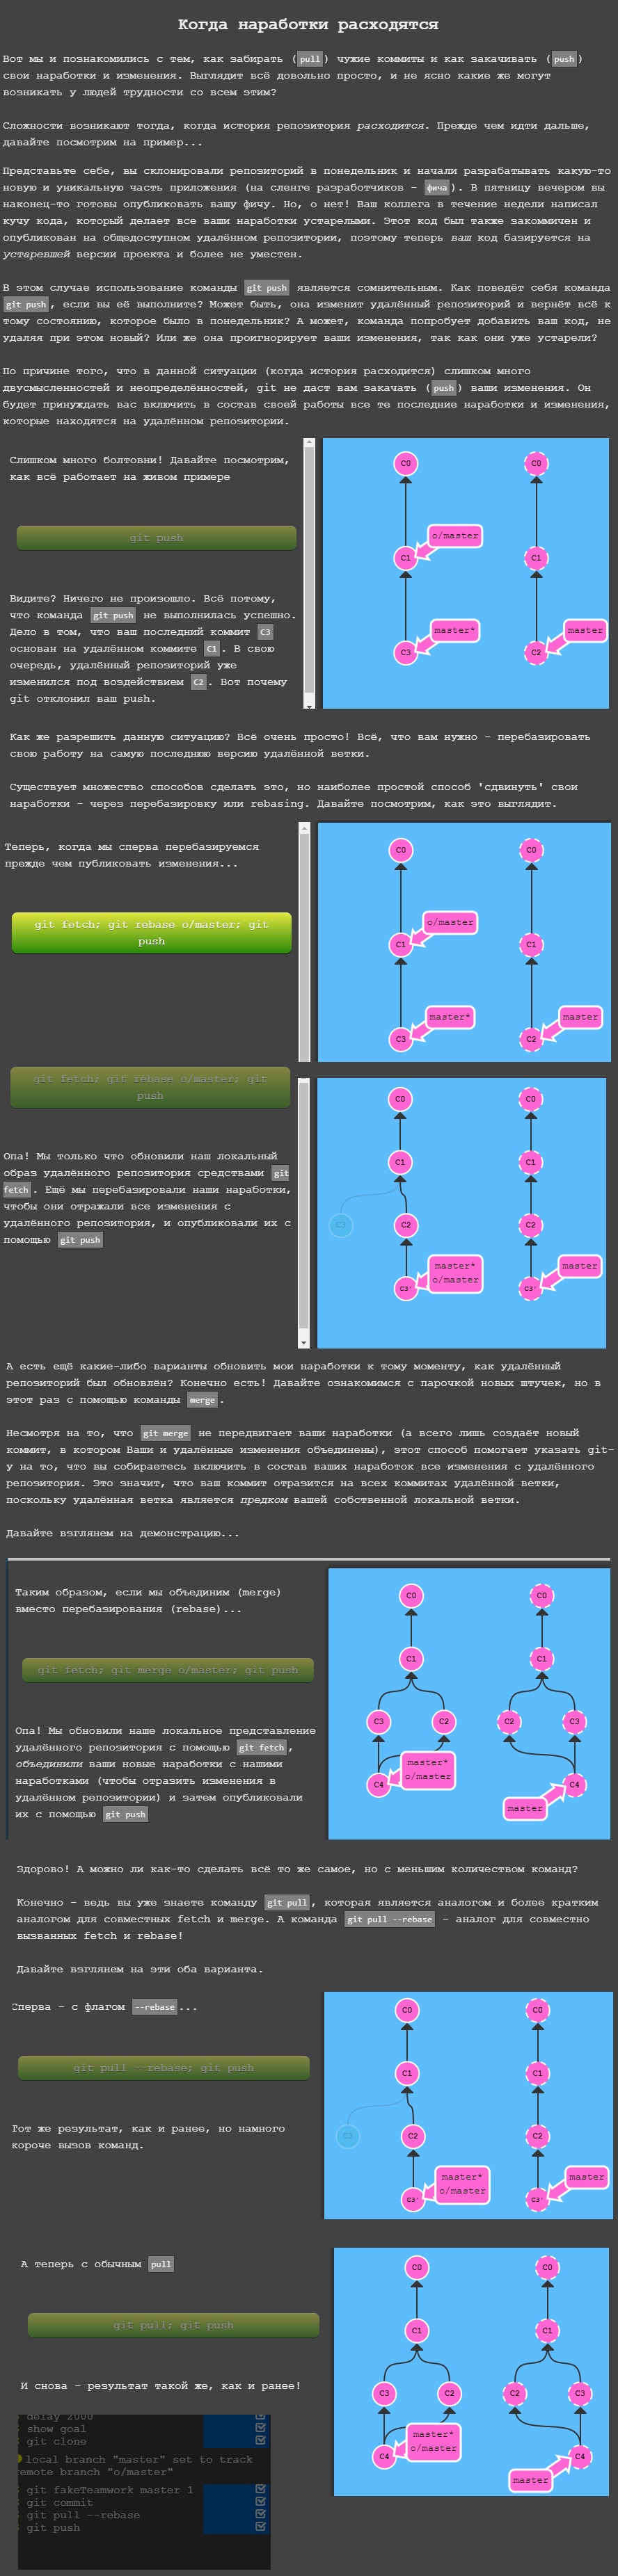 Когда наработки расходятся
Вот мы и познакомились с тем, как забирать (pull) чужие коммиты и как закачивать (push)
свои наработки и изменения. Выглядит всё довольно просто, и не ясно какие же могут
возникать у людей трудности со всем этим?
Сложности возникают тогда, когда история репозитория расходится. Прежде чем идти дальше,
давайте посмотрим на пример...
Представьте себе, вы склонировали репозиторий в понедельник и начали разрабатывать какую-то
новую и уникальную часть приложения (на сленге разработчиков - фича). В пятницу вечером вы
наконец-то готовы опубликовать вашу фичу. Но, о нет! Ваш коллега в течение недели написал
кучу кода, который делает все ваши наработки устарелыми. Этот код был также закоммичен и
опубликован на общедоступном удалённом репозитории, поэтому теперь ваш код базируется на
устаревшей версии проекта и более не уместен.
В этом случае использование команды git push является сомнительным. Как поведёт себя команда
git push, если вы её выполните? Может быть, она изменит удалённый репозиторий и вернёт всё к
тому состоянию, которое было в понедельник? А может, команда попробует добавить ваш код, не
удаляя при этом новый? Или же она проигнорирует ваши изменения, так как они уже устарели?
По причине того, что в данной ситуации (когда история расходится) слишком много
двусмысленностей и неопределённостей, git не даст вам закачать (push) ваши изменения. Он
будет принуждать вас включить в состав своей работы все те последние наработки и изменения,
которые находятся на удалённом репозитории.
Слишком много болтовни! Давайте посмотрим,
как всё работает на живом примере
git push
Видите? Ничего не произошло. Всё потому,
что команда git push не выполнилась успешно.
Дело в том, что ваш последний коммит C3
основан на удалённом коммите C1. В свою
очередь, удалённый репозиторий уже
изменился под воздействием C2. Вот почему
git отклонил ваш push.
C0
C0
o/master
C1
C1
master*
master
C3
C2
Как же разрешить данную ситуацию? Всё очень просто! Всё, что вам нужно - перебазировать
свою работу на самую последнюю версию удалённой ветки.
Существует множество способов сделать это, но наиболее простой способ 'сдвинуть' свои
наработки - через перебазировку или rebasing. Давайте посмотрим, как это выглядит.
Теперь, когда мы сперва перебазируемся
прежде чем публиковать изменения...
git fetch; git rebase o/master; git
push
C0
C0
o/master
C1
C1
master*
master
C3
C2
git fetch; git rebase o/master; git
push
Опа! Мы только что обновили наш локальный
образ удалённого репозитория средствами git
fetch. Ещё мы перебазировали наши наработки,
чтобы они отражали все изменения с
удалённого репозитория, и опубликовали их с
помощью git push
C0
C0
C1
C1
C3
C2
C2
master*
o/master
master
C3'
C3'
А есть ещё какие-либо варианты обновить мои наработки к тому моменту, как удалённый
репозиторий был обновлён? Конечно есть! Давайте ознакомимся с парочкой новых штучек, но в
этот раз с помощью команды merge.
Несмотря на то, что git merge не передвигает ваши наработки (а всего лишь создаёт новый
коммит, в котором Ваши и удалённые изменения объединены), этот способ помогает указать git-
у на то, что вы собираетесь включить в состав ваших наработок все изменения с удалённого
репозитория. Это значит, что ваш коммит отразится на всех коммитах удалённой ветки,
поскольку удалённая ветка является предком вашей собственной локальной ветки.
Давайте взглянем на демонстрацию...
Таким образом, если мы объединим (merge)
вместо перебазирования (rebase)...
git fetch; git merge o/master; git push
Опа! Мы обновили наше локальное представление
удалённого репозитория с помощью git fetch,
объединили ваши новые наработки с нашими
наработками (чтобы отразить изменения в
удалённом репозитории) и затем опубликовали
их с помощью git push
C0
C0
C1
C1
C3
C2
C2
C3
master*
o/master
C4
C4
master
Здорово! А можно ли как-то сделать всё то же самое, но с меньшим количеством команд?
Конечно - ведь вы уже знаете команду git pull, которая является аналогом и более кратким
аналогом для совместных fetch и merge. А команда git pull --rebase - аналог для совместно
вызванных fetch и rebase!
Давайте взглянем на эти оба варианта.
Сперва - с флагом --rebase...
git pull --rebase; git push
Тот же результат, как и ранее, но намного
короче вызов команд.
C0
C0
C1
C1
C3
C2
C2
master*
o/master
master
C3'
C3'
А теперь с обычным pull
git pull; git push
И снова - результат такой же, как и ранее!
C0
C0
C1
C1
C3
C2
C2
C3
master*
o/master
C4
C4
master
delay 2000
show goal
git clone
local branch "master" set to track
remote branch "o/master"
git fakeTeamwork master 1
git commit
git pull --rebase
git push